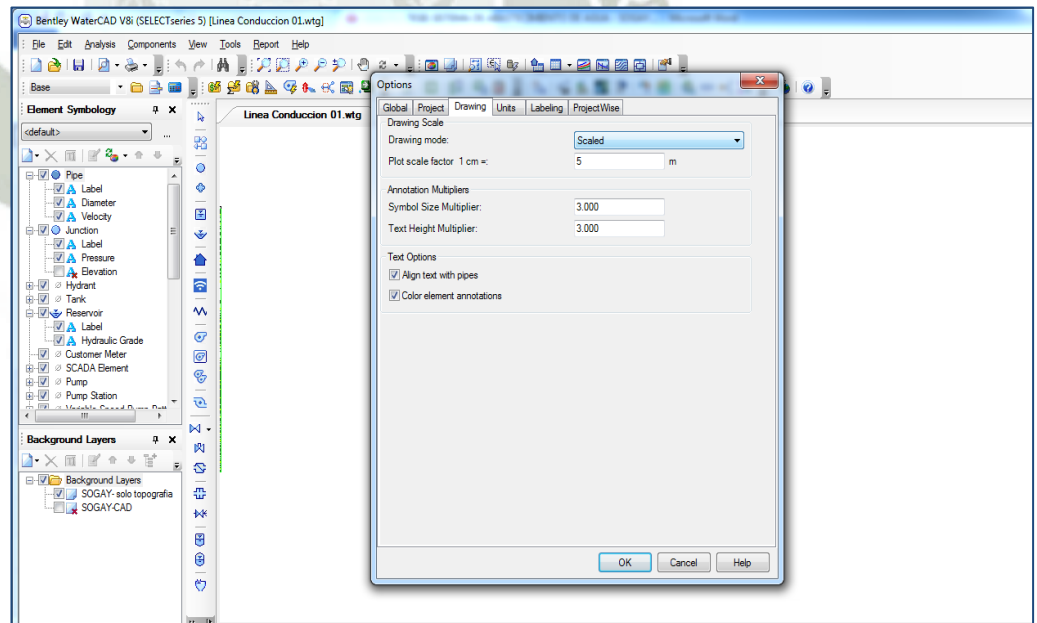 Bentley WaterCAD V8i (SELECTseries 5) [Linea Conduccion 01.wtg]
File Edit Analysis Components View Tools Report Help
Base
Element Symbology
<default>
...
Pipe
Label
Diameter
Velocity
Junction
Label
Pressure
Elevation
Hydrant
Tank
Reservoir
Label
Hydraulic Grade
Customer Meter
SCADA Element
Pump
Pump Station
Background Layers
Background Layers
SOGAY- solo topografia
SOGAY-CAD
Linea Conduccion 01.wtg
Options
Global Project Drawing Units Labeling ProjectWise
Drawing Scale
Drawing mode: Scaled
Plot scale factor 1 cm =: 5 m
Annotation Multipliers
Symbol Size Multiplier: 3.000
Text Height Multiplier: 3.000
Text Options
Align text with pipes
Color element annotations
OK Cancel Help